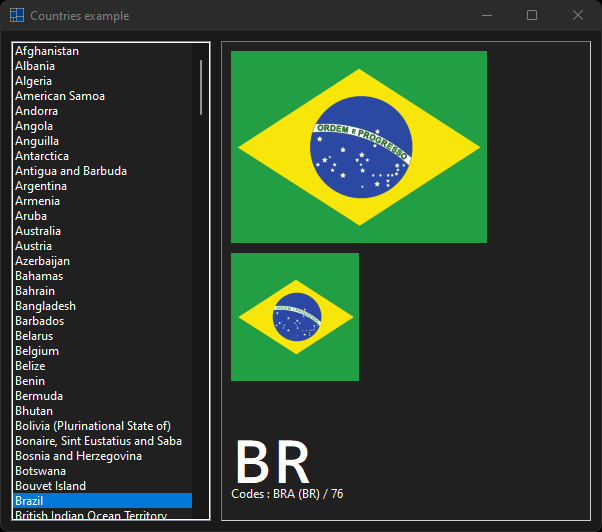 Countries example
Afghanistan
Albania
Algeria
American Samoa
Andorra
Angola
Anguilla
Antarctica
Antigua and Barbuda
Argentina
Armenia
Aruba
Australia
Austria
Azerbaijan
Bahamas
Bahrain
Bangladesh
Barbados
Belarus
Belgium
Belize
Benin
Bermuda
Bhutan
Bolivia (Plurinational State of)
Bonaire, Sint Eustatius and Saba
Bosnia and Herzegovina
Botswana
Bouvet Island
Brazil
British Indian Ocean Territory
ORDEM E PROGRESSO
BR
Codes : BRA (BR) / 76